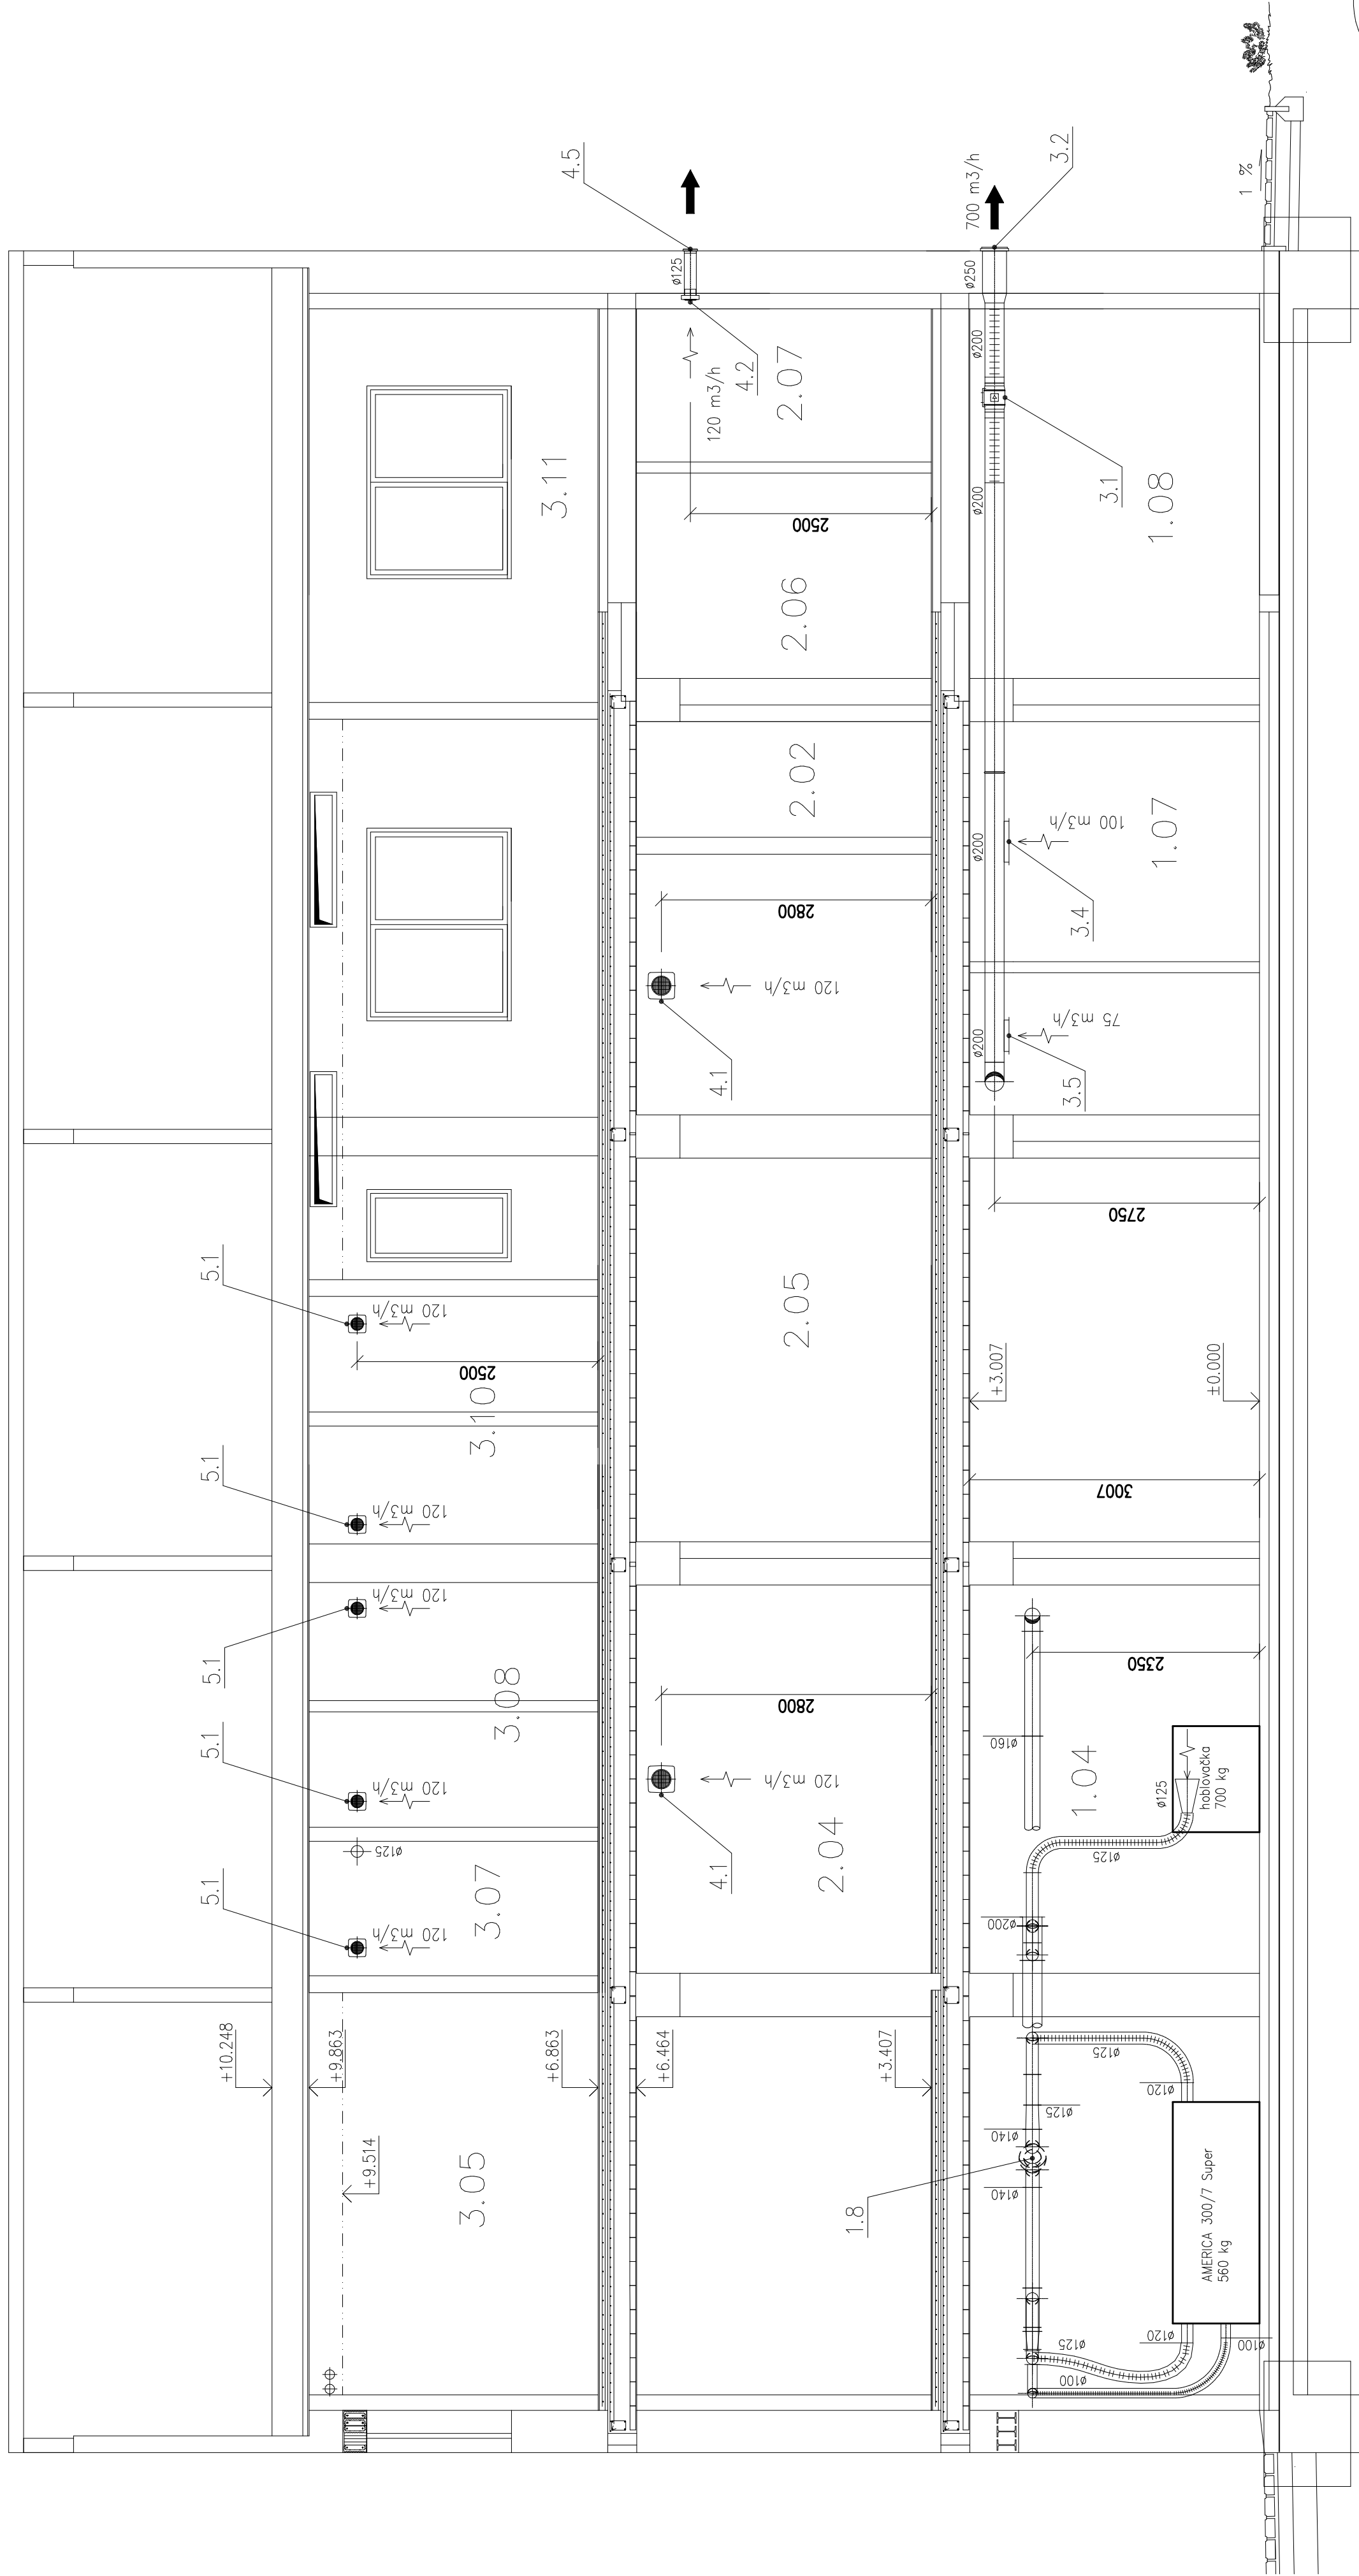 +10.248
+9.863
+9.514
3.05
+6.863
5.1
120 m3/h
3.07
ø125
5.1
120 m3/h
3.08
5.1
120 m3/h
5.1
120 m3/h
3.10
5.1
120 m3/h
2500
3.11
+6.464
+3.407
4.1
120 m3/h
2800
2.04
2.05
4.1
120 m3/h
2800
2.02
2.06
2500
120 m3/h
4.2
2.07
ø125
4.5
1.8
ø100
ø125
ø120
ø100
AMERICA 300/7 Super
560 kg
ø140
ø140
ø125
ø125
ø120
ø200
ø125
ø125
hoblovačka
700 kg
1.04
ø160
2350
3007
+3.007
±0.000
2750
3.5
75 m3/h
ø200
3.4
100 m3/h
ø200
1.07
ø200
3.1
1.08
ø200
ø250
700 m3/h
3.2
1 %